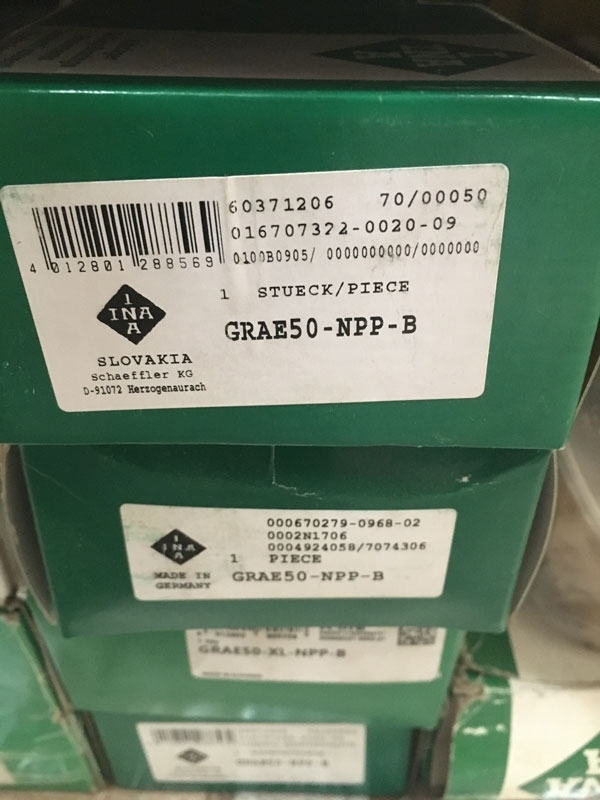 60371206 70/00050
016707322-0020-09
0100B0905/ 0000000000/0000000
4 012801 288569
1 STUECK/PIECE
INA
GRAE50-NPP-B
SLOVAKIA
Schaeffler KG
D-91072 Herzogenaurach
000670279-0968-02
0002N1706
0004924058/7074306
1 PIECE
INA
MADE IN
GERMANY
GRAE50-NPP-B
GRAE50-XL-NPP-B